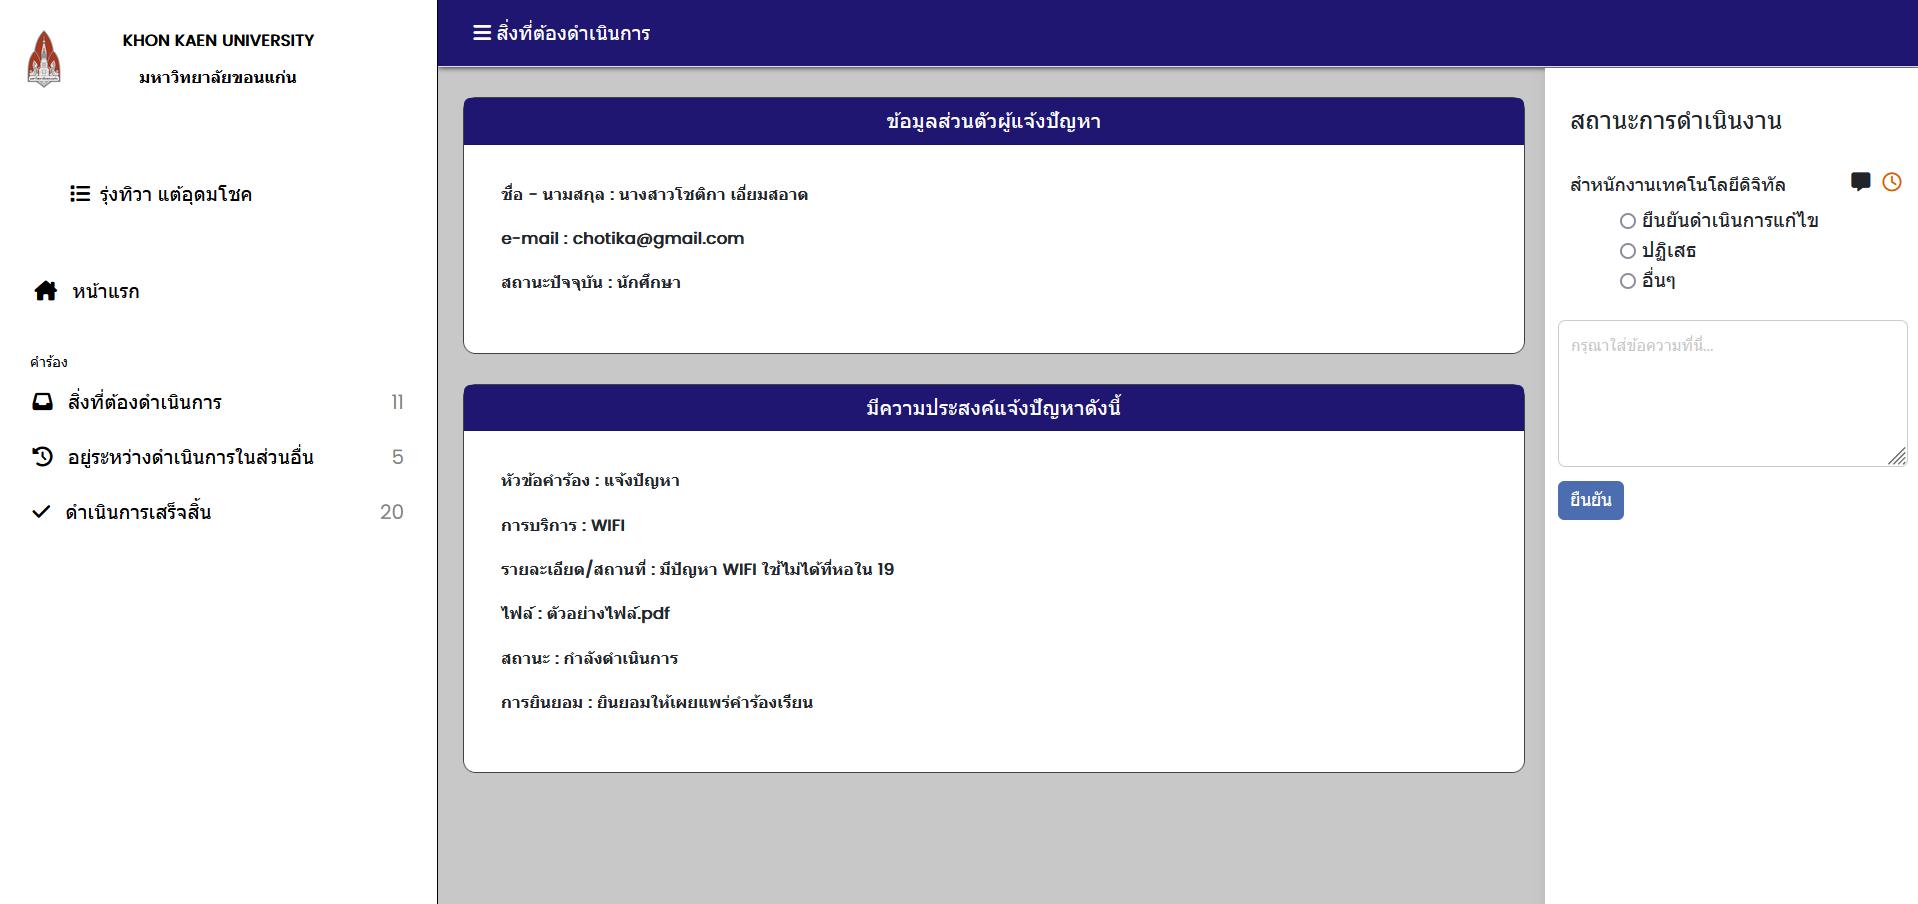 KHON KAEN UNIVERSITY
มหาวิทยาลัยขอนแก่น
รุ่งทิวา แต้อุดมโชค
หน้าแรก
คำร้อง
สิ่งที่ต้องดำเนินการ 11
อยู่ระหว่างดำเนินการในส่วนอื่น 5
ดำเนินการเสร็จสิ้น 20
สิ่งที่ต้องดำเนินการ
ข้อมูลส่วนตัวผู้แจ้งปัญหา
ชื่อ - นามสกุล : นางสาวโชติกา เอี่ยมสอาด
e-mail : chotika@gmail.com
สถานะปัจจุบัน : นักศึกษา
มีความประสงค์แจ้งปัญหาดังนี้
หัวข้อคำร้อง : แจ้งปัญหา
การบริการ : WIFI
รายละเอียด/สถานที่ : มีปัญหา WIFI ใช้ไม่ได้ที่หอใน 19
ไฟล์ : ตัวอย่างไฟล์.pdf
สถานะ : กำลังดำเนินการ
การยินยอม : ยินยอมให้เผยแพร่คำร้องเรียน
สถานะการดำเนินงาน
สำหนักงานเทคโนโลยีดิจิทัล
ยืนยันดำเนินการแก้ไข
ปฏิเสธ
อื่นๆ
กรุณาใส่ข้อความที่นี่...
ยืนยัน